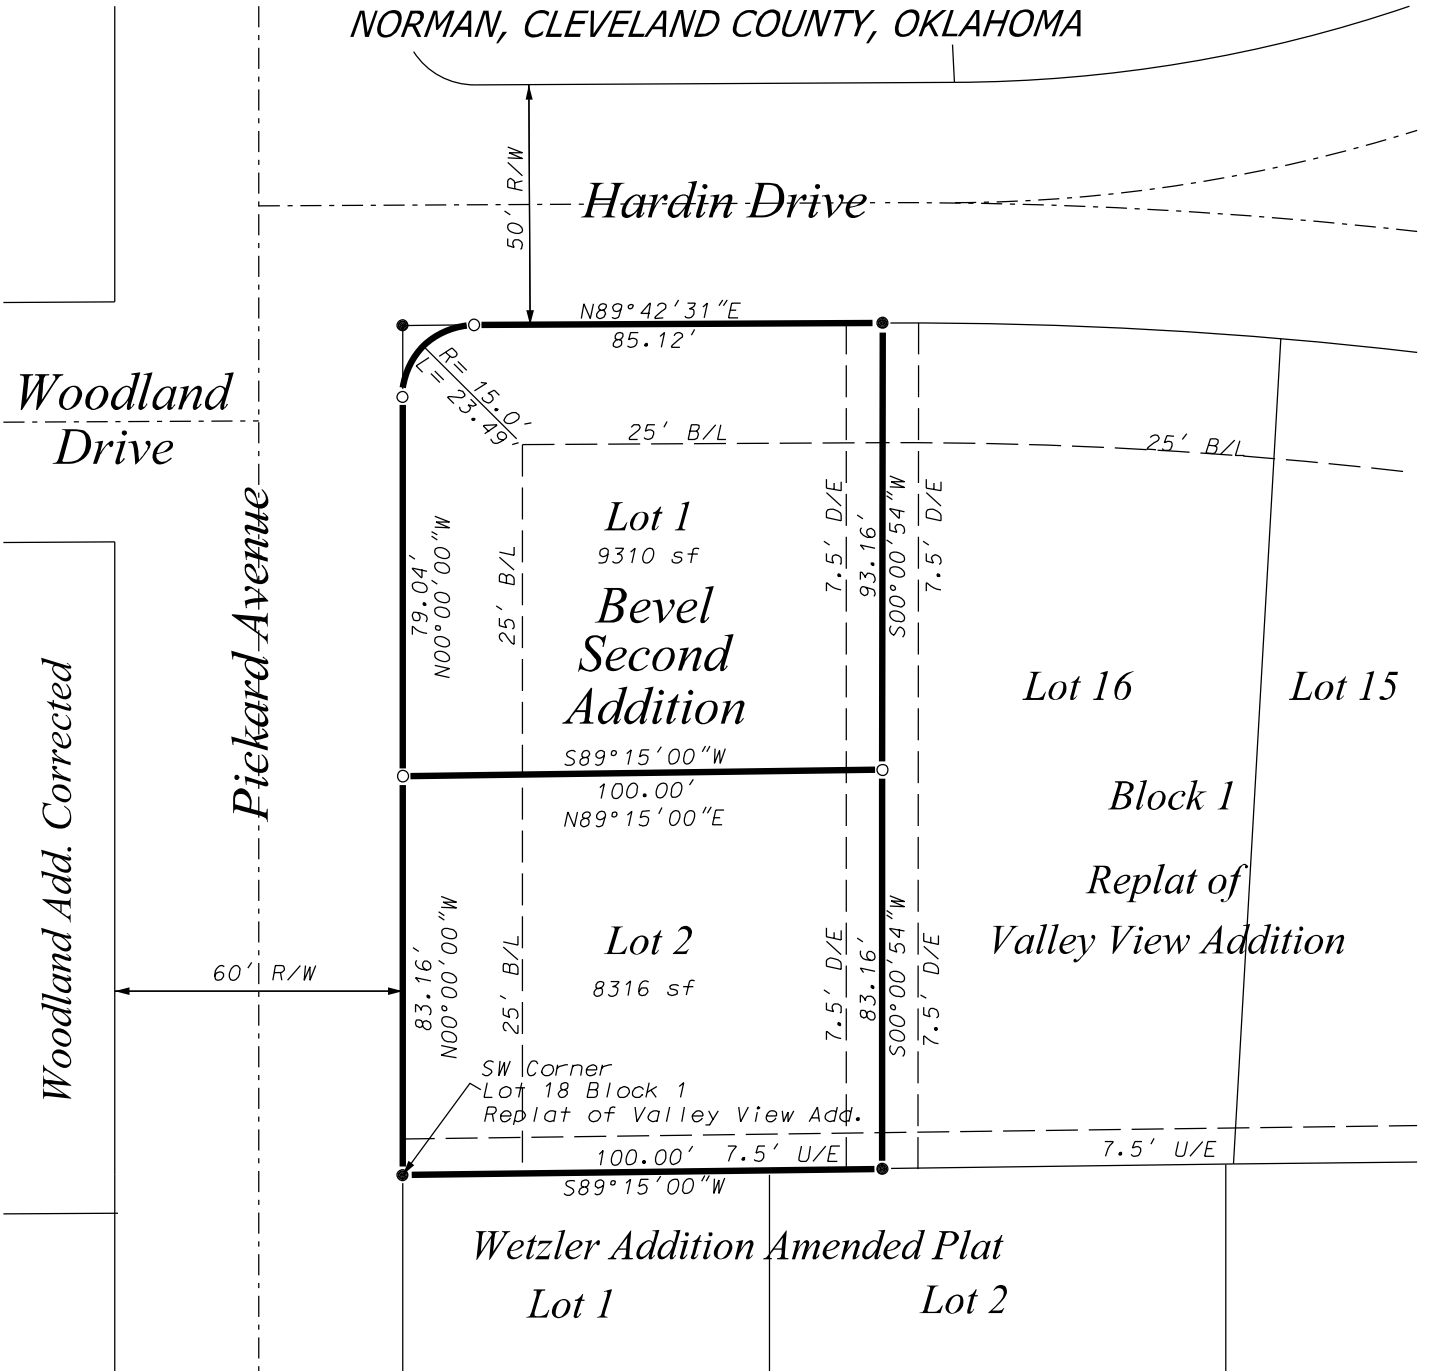 NORMAN, CLEVELAND COUNTY, OKLAHOMA
50' R/W
Hardin Drive
N89°42'31"E
85.12'
R= 15.0'
L = 23.49'
Woodland
Drive
25' B/L
25' B/L
Pickard Avenue
79.04'
N00°00'00"W
25' B/L
Lot 1
9310 sf
7.5' D/E
93.16'
S00°00'54"W
7.5' D/E
Bevel
Second
Addition
Woodland Add. Corrected
Lot 16
Lot 15
S89°15'00"W
100.00'
N89°15'00"E
Block 1
Replat of
Valley View Addition
60' R/W
83.16'
N00°00'00"W
25' B/L
Lot 2
8316 sf
7.5' D/E
83.16'
S00°00'54"W
7.5' D/E
SW Corner
Lot 18 Block 1
Replat of Valley View Add.
100.00'
7.5' U/E
7.5' U/E
S89°15'00"W
Wetzler Addition Amended Plat
Lot 1
Lot 2